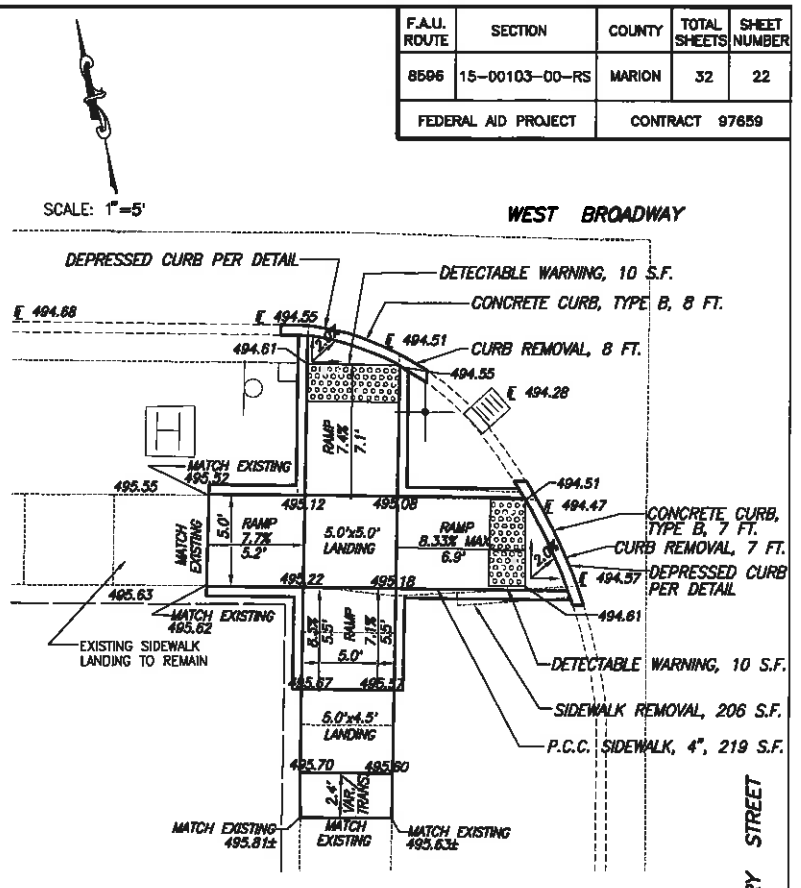 F.A.U. ROUTE SECTION COUNTY TOTAL SHEETS SHEET NUMBER
8596 15-00103-00-RS MARION 32 22
FEDERAL AID PROJECT CONTRACT 97659
SCALE: 1"=5'
WEST BROADWAY
DEPRESSED CURB PER DETAIL
DETECTABLE WARNING, 10 S.F.
CONCRETE CURB, TYPE B, 8 FT.
494.68
494.55
494.51
CURB REMOVAL, 8 FT.
494.61
494.55
494.28
H
RAMP
7.4%
7.1'
MATCH EXISTING
495.52
495.55
494.51
494.47
495.12
495.08
CONCRETE CURB,
TYPE B, 7 FT.
MATCH
EXISTING
5.0'
RAMP
7.7%
5.2'
5.0'x5.0'
LANDING
RAMP
8.33% MAX
6.9'
CURB REMOVAL, 7 FT.
494.57
DEPRESSED CURB
PER DETAIL
495.22
495.18
495.63
494.61
MATCH EXISTING
495.62
EXISTING SIDEWALK
LANDING TO REMAIN
5.5'
RAMP
7.1%
5.5'
5.0'
DETECTABLE WARNING, 10 S.F.
495.67
495.57
SIDEWALK REMOVAL, 206 S.F.
5.0'x4.5'
LANDING
P.C.C. SIDEWALK, 4", 219 S.F.
495.70
495.60
2.4'
VAR./
TRANS.
MATCH EXISTING
495.81±
MATCH
EXISTING
MATCH EXISTING
495.63±
STREET